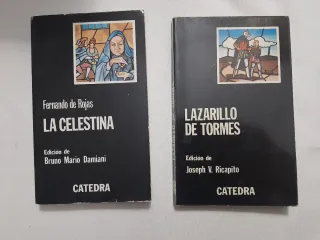 Fernando de Rojas
LA CELESTINA
Edición de
Bruno Mario Damiani
CATEDRA
LAZARILLO
DE TORMES
Edición de
Joseph V. Ricapito
CATEDRA